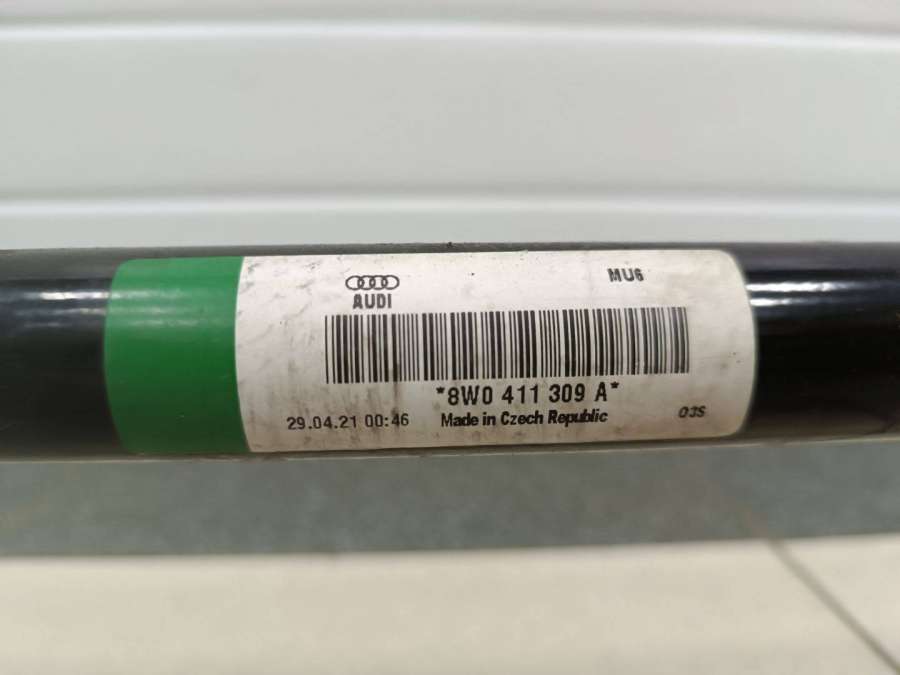 MU6
AUDI
*8W0 411 309 A*
29.04.21 00:46 Made in Czech Republic 03S